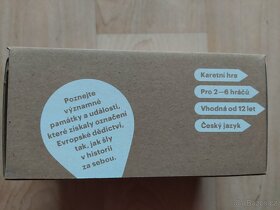 Poznejte
významné
památky a události,
které získaly označení
Evropské dědictví,
tak, jak šly
v historii
za sebou.
Karetní hra
Pro 2–6 hráčů
Vhodná od 12 let
Český jazyk